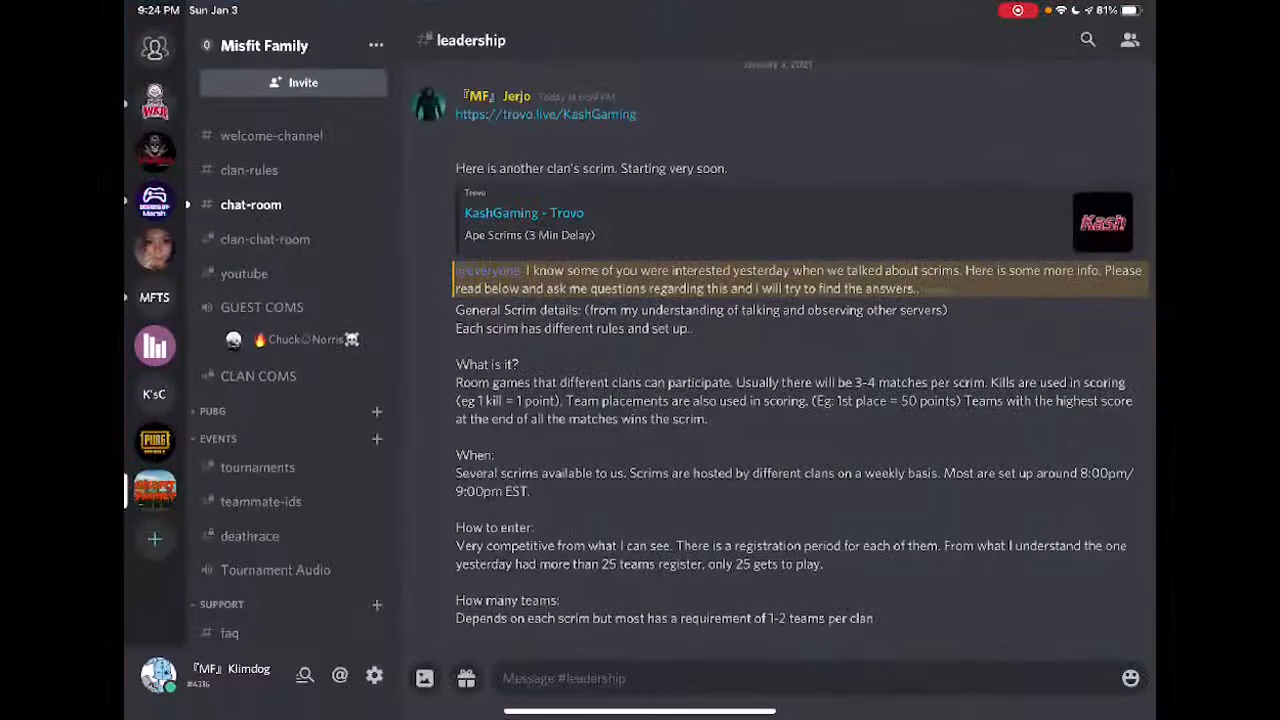 9:24 PM Sun Jan 3
81%
Misfit Family
Invite
welcome-channel
clan-rules
chat-room
clan-chat-room
youtube
GUEST COMS
🔥Chuck☺Norris☠️
CLAN COMS
PUBG
EVENTS
tournaments
teammate-ids
deathrace
Tournament Audio
SUPPORT
faq
WAR
MFTS
K'sC
PUBG
『MF』 Klimdog
#4316
leadership
January 3, 2021
『MF』 Jerjo Today at
https://trovo.live/KashGaming
Here is another clan's scrim. Starting very soon.
Trovo
KashGaming - Trovo
Ape Scrims (3 Min Delay)
Kash
@everyone I know some of you were interested yesterday when we talked about scrims. Here is some more info. Please
read below and ask me questions regarding this and i will try to find the answers..
General Scrim details: (from my understanding of talking and observing other servers)
Each scrim has different rules and set up..
What is it?
Room games that different clans can participate. Usually there will be 3-4 matches per scrim. Kills are used in scoring
(eg 1 kill = 1 point). Team placements are also used in scoring. (Eg: 1st place = 50 points) Teams with the highest score
at the end of all the matches wins the scrim.
When:
Several scrims available to us. Scrims are hosted by different clans on a weekly basis. Most are set up around 8:00pm/
9:00pm EST.
How to enter:
Very competitive from what I can see. There is a registration period for each of them. From what I understand the one
yesterday had more than 25 teams register, only 25 gets to play.
How many teams:
Depends on each scrim but most has a requirement of 1-2 teams per clan
Message #leadership